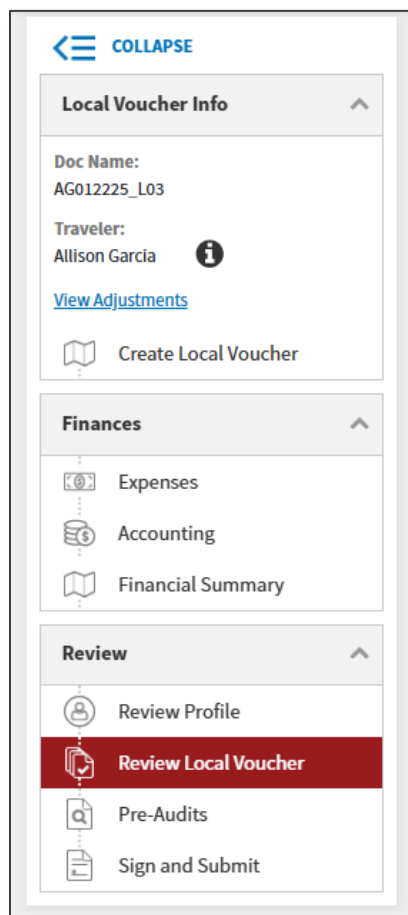 COLLAPSE
Local Voucher Info
Doc Name:
AG012225_L03
Traveler:
Allison Garcia
View Adjustments
Create Local Voucher
Finances
Expenses
Accounting
Financial Summary
Review
Review Profile
Review Local Voucher
Pre-Audits
Sign and Submit